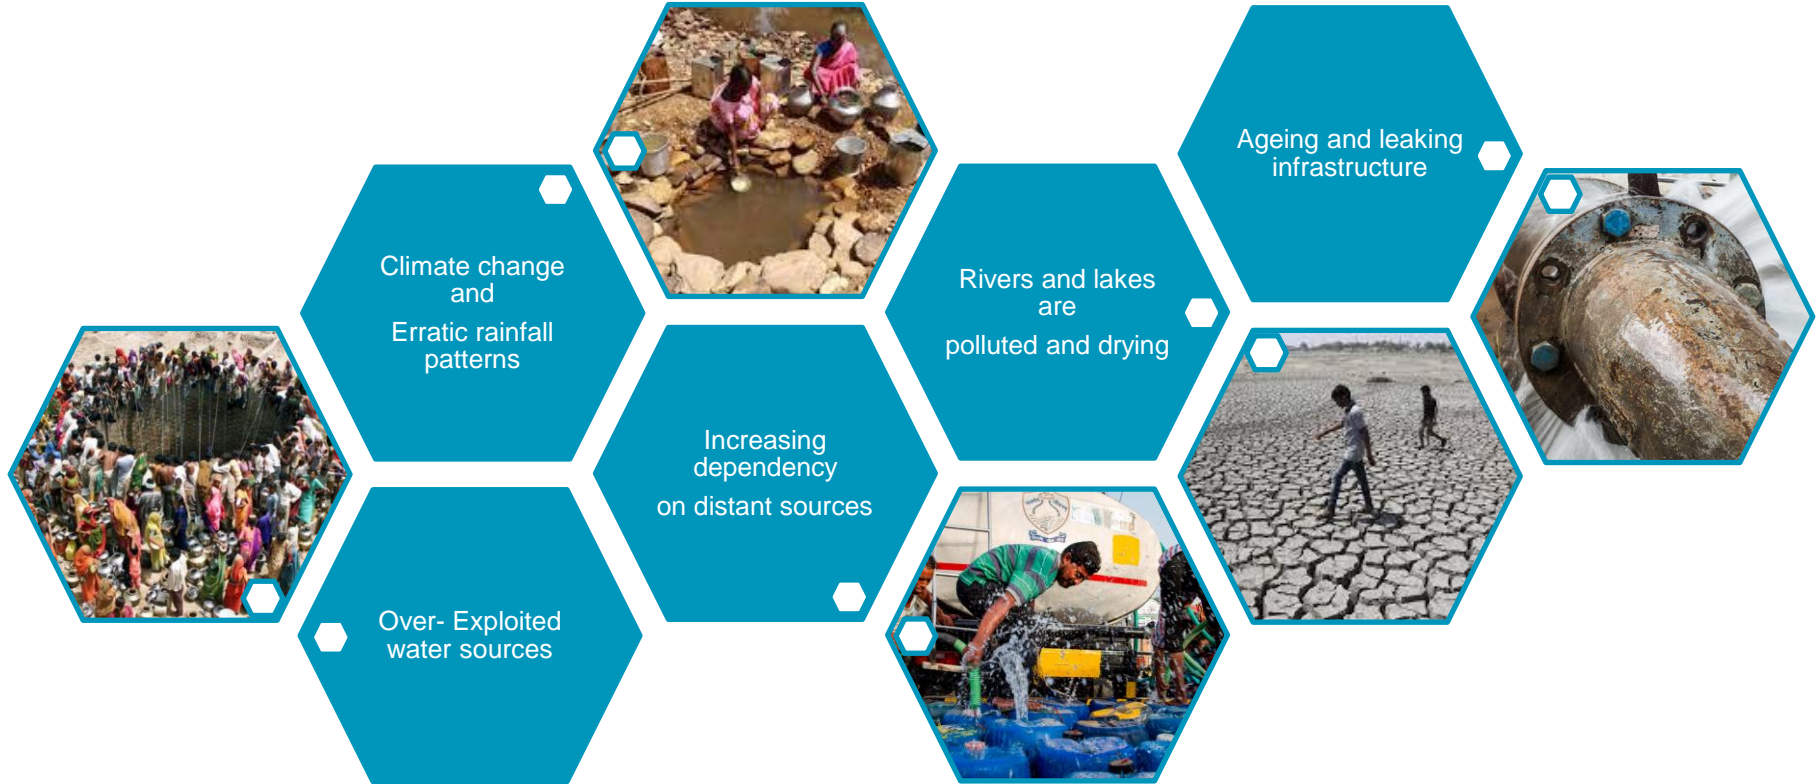 Climate change
and
Erratic rainfall
patterns
Over- Exploited
water sources
Increasing
dependency
on distant sources
Rivers and lakes
are
polluted and drying
Ageing and leaking
infrastructure